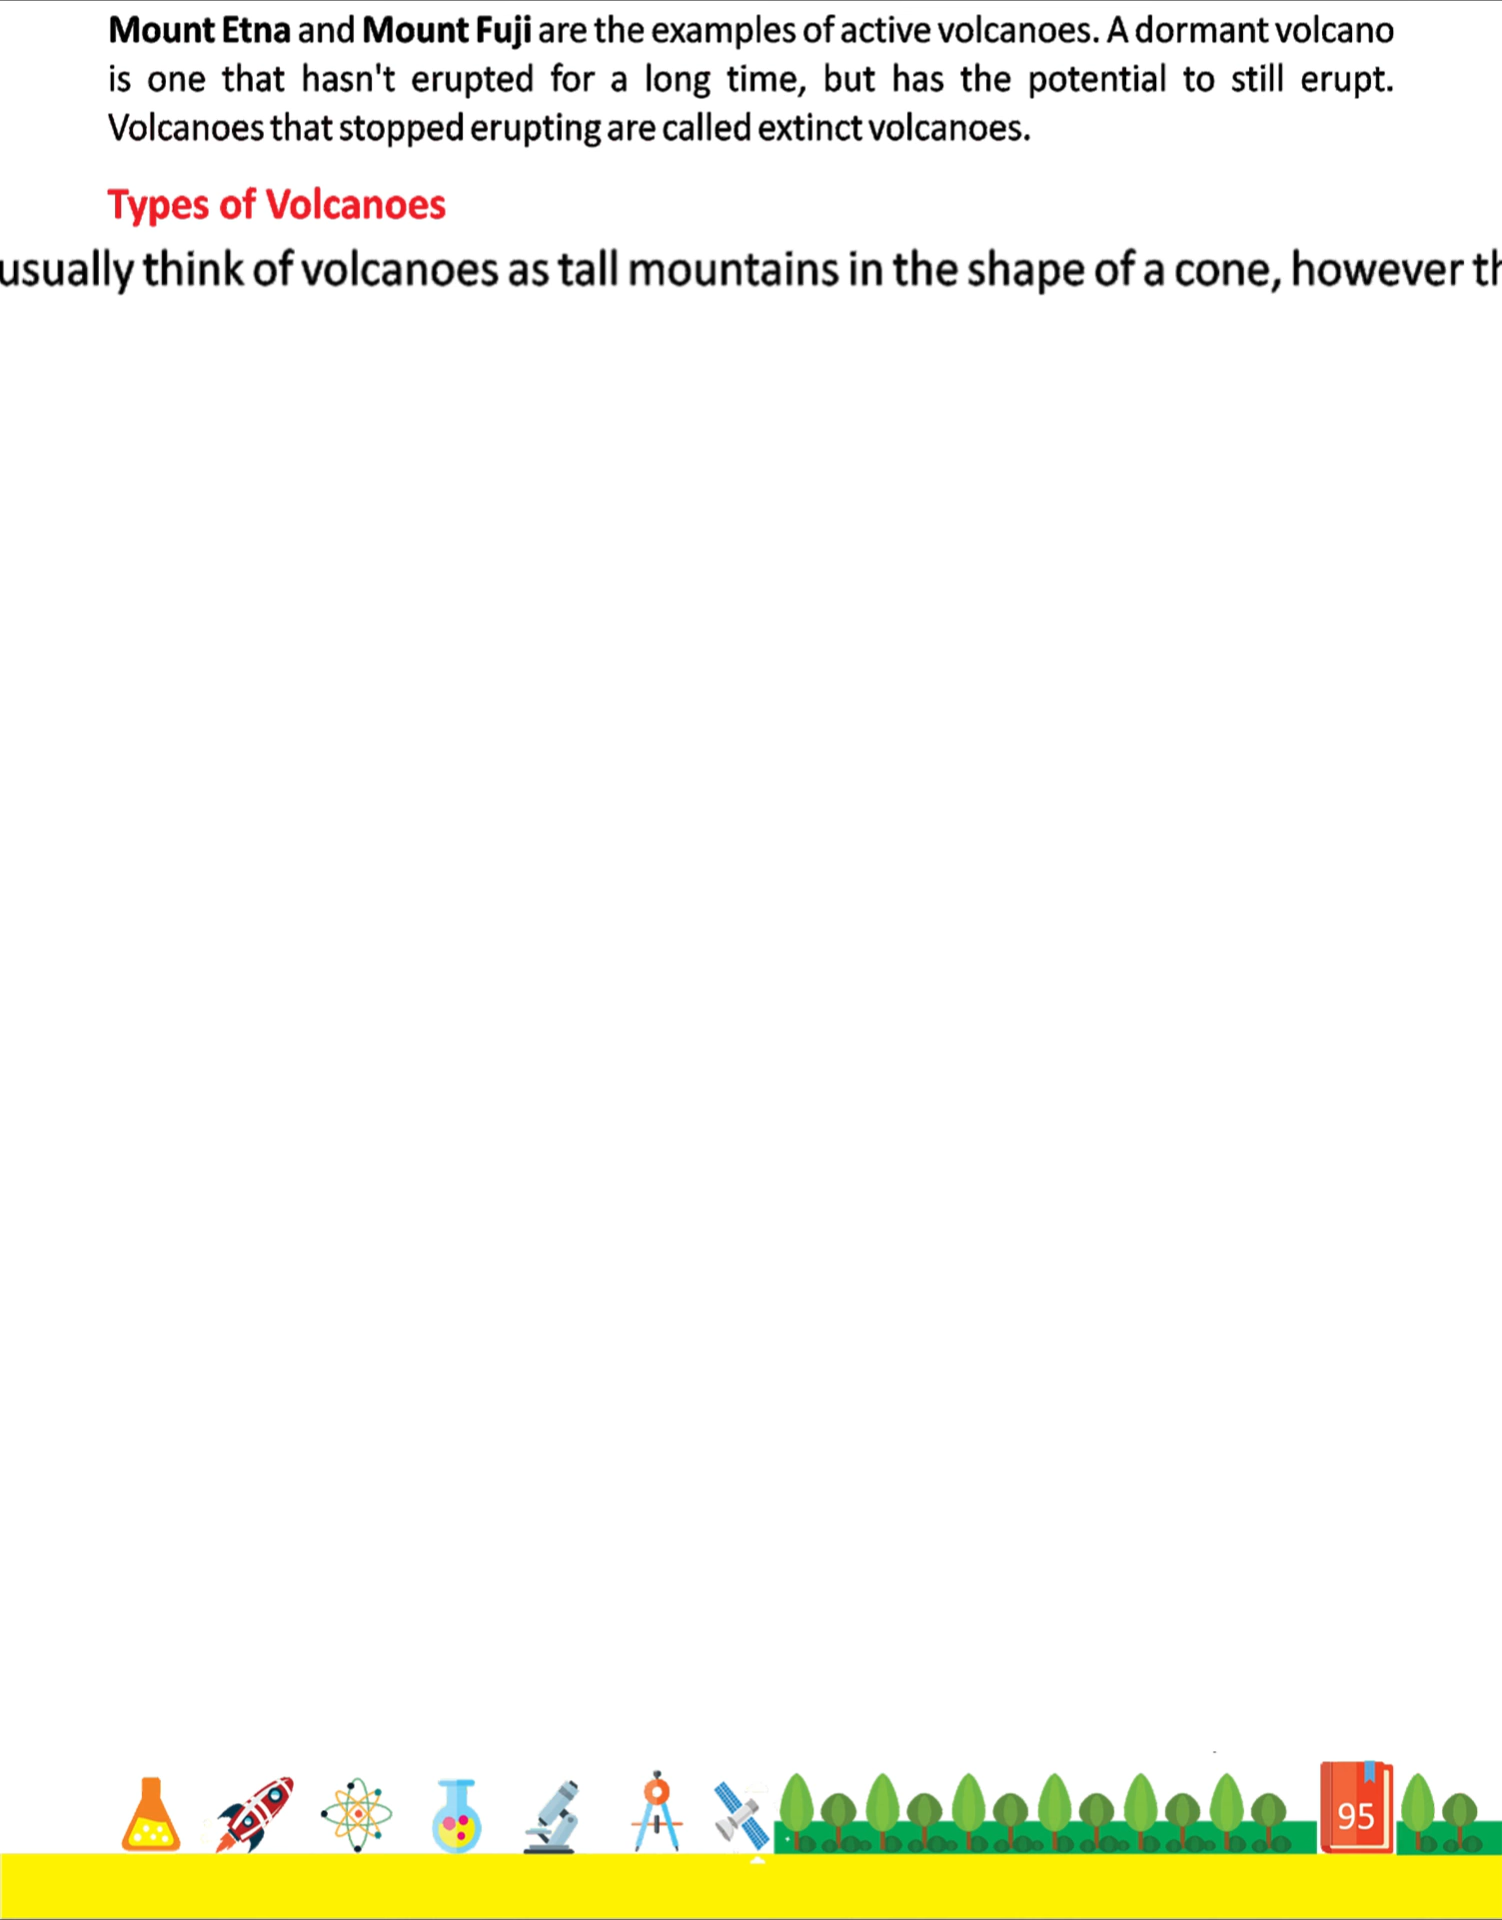 Mount Etna and Mount Fuji are the examples of active volcanoes. A dormant volcano
is one that hasn't erupted for a long time, but has the potential to still erupt.
Volcanoes that stopped erupting are called extinct volcanoes.
Types of Volcanoes
usually think of volcanoes as tall mountains in the shape of a cone, however
95